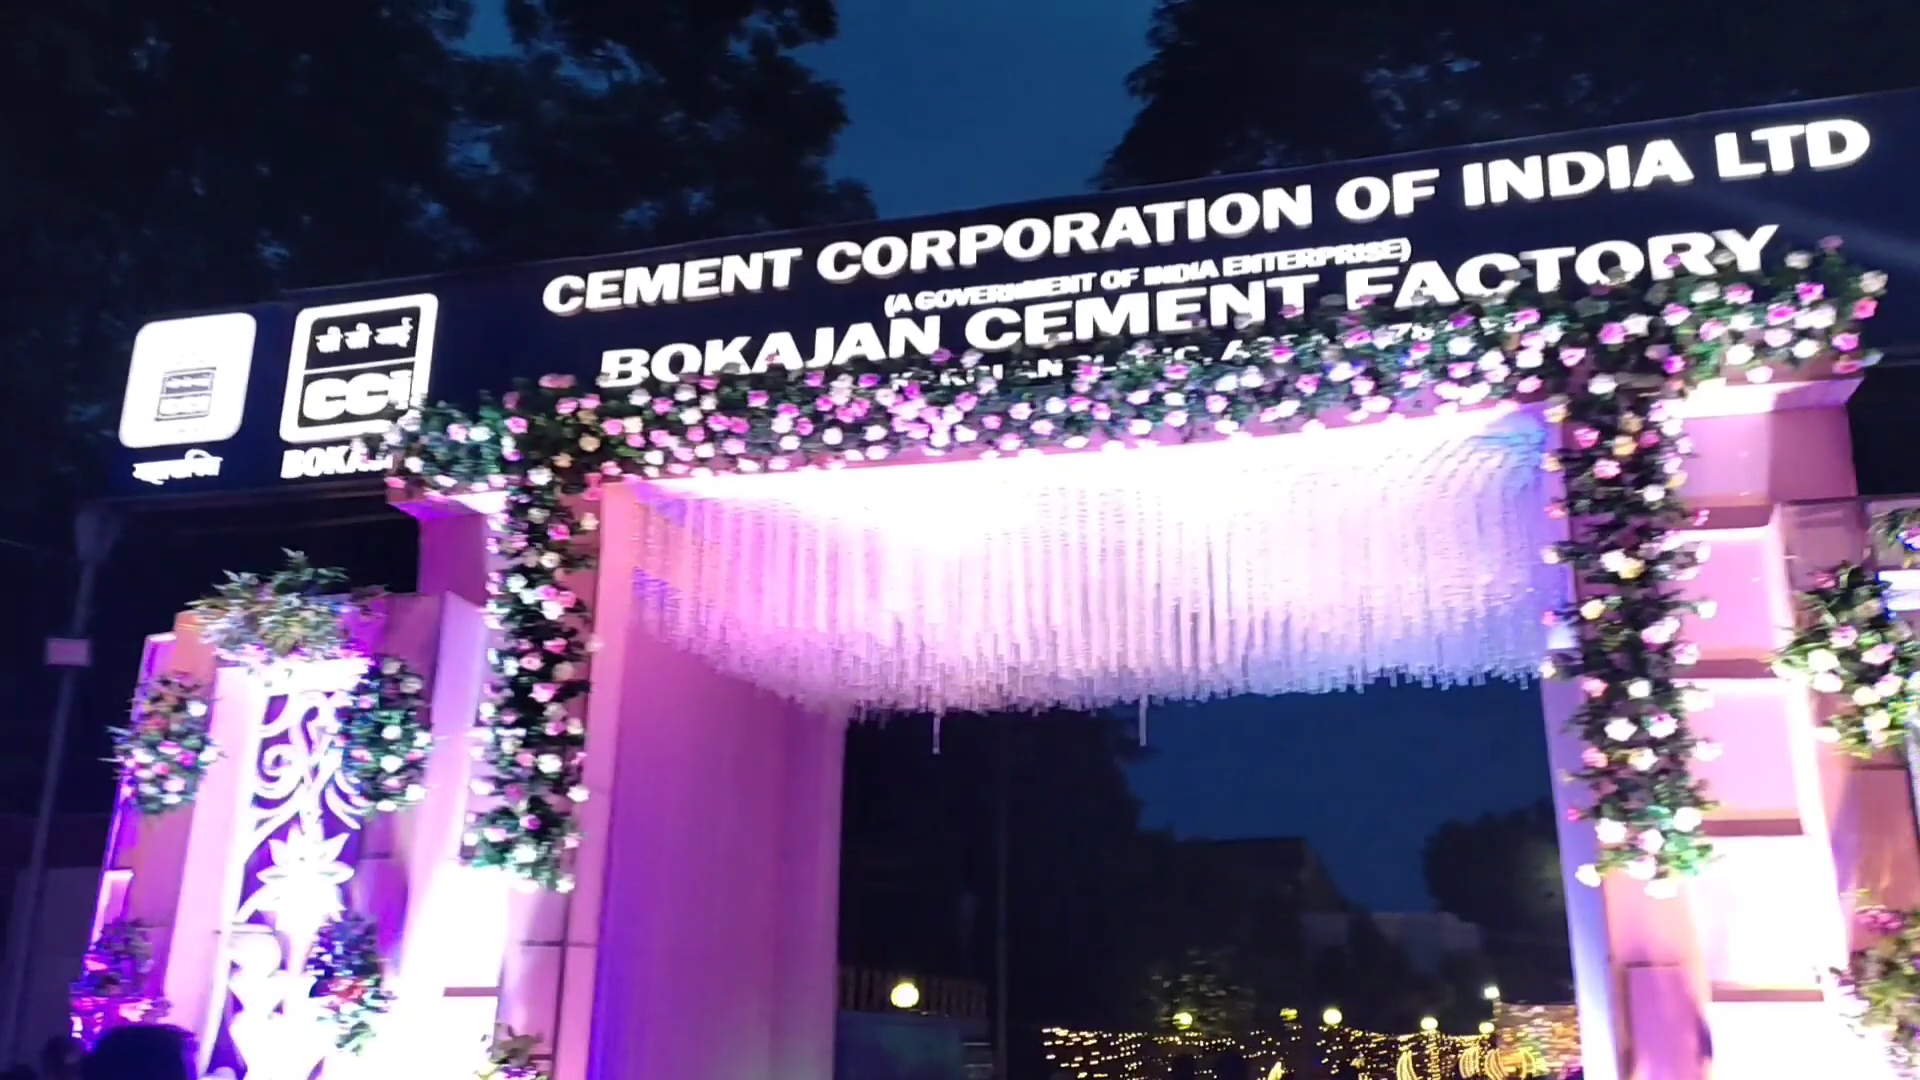 CEMENT CORPORATION OF INDIA LTD
(A GOVERNMENT OF INDIA ENTERPRISE)
BOKAJAN CEMENT FACTORY
सी सी आई
CCI